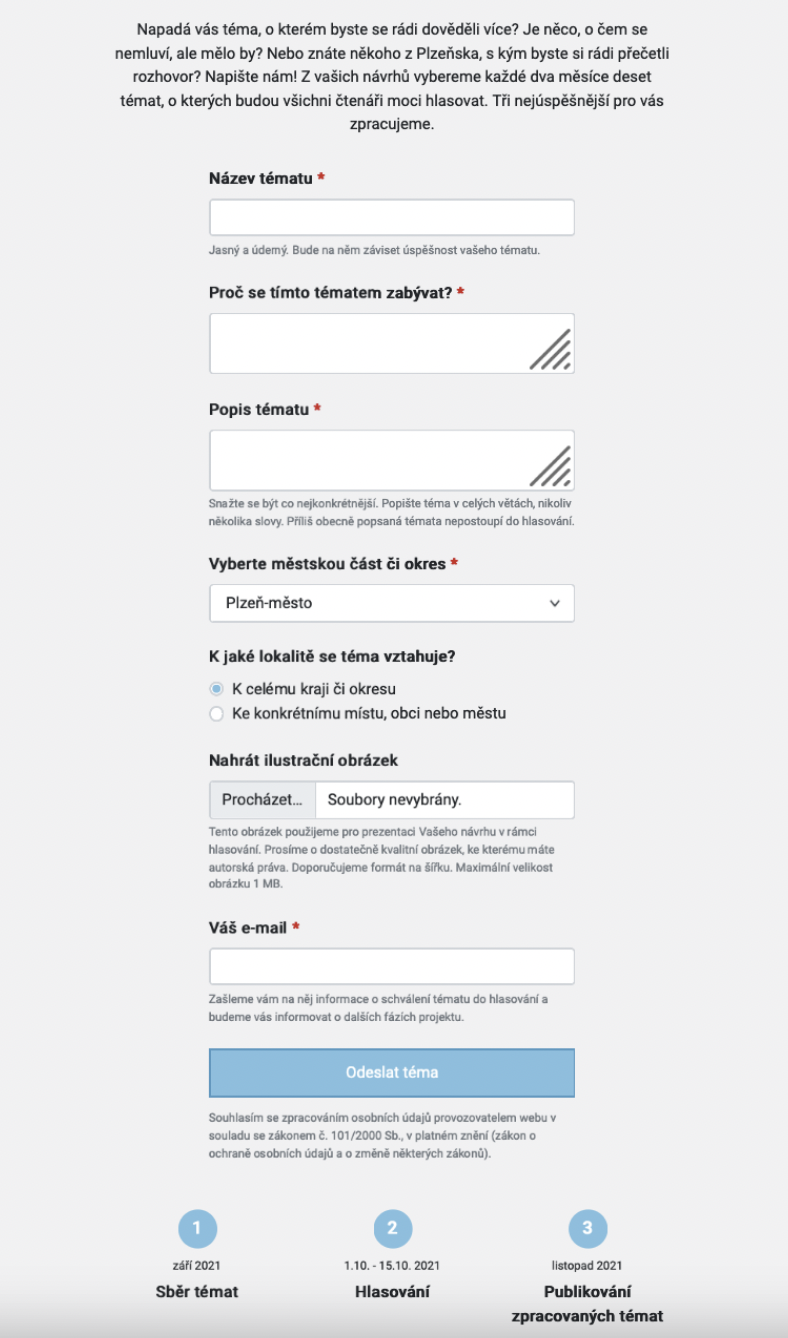 Napadá vás téma, o kterém byste se rádi dověděli více? Je něco, o čem se
nemluví, ale mělo by? Nebo znáte někoho z Plzeňska, s kým byste si rádi přečetli
rozhovor? Napište nám! Z vašich návrhů vybereme každé dva měsíce deset
témat, o kterých budou všichni čtenáři moci hlasovat. Tři nejúspěšnější pro vás
zpracujeme.
Název tématu *
Jasný a úderný. Bude na něm záviset úspěšnost vašeho tématu.
Proč se tímto tématem zabývat? *
Popis tématu *
Snažte se být co nejkonkrétnější. Popište téma v celých větách, nikoliv
několika slovy. Příliš obecně popsaná témata nepostoupí do hlasování.
Vyberte městskou část či okres *
Plzeň-město
K jaké lokalitě se téma vztahuje?
K celému kraji či okresu
Ke konkrétnímu místu, obci nebo městu
Nahrát ilustrační obrázek
Procházet... Soubory nevybrány.
Tento obrázek použijeme pro prezentaci Vašeho návrhu v rámci
hlasování. Prosíme o dostatečně kvalitní obrázek, ke kterému máte
autorská práva. Doporučujeme formát na šířku. Maximální velikost
obrázku 1 MB.
Váš e-mail *
Zašleme vám na něj informace o schválení tématu do hlasování a
budeme vás informovat o dalších fázích projektu.
Odeslat téma
Souhlasím se zpracováním osobních údajů provozovatelem webu v
souladu se zákonem č. 101/2000 Sb., v platném znění (zákon o
ochraně osobních údajů a o změně některých zákonů).
1 2 3
září 2021 1.10. - 15.10. 2021 listopad 2021
Sběr témat Hlasování Publikování
zpracovaných témat